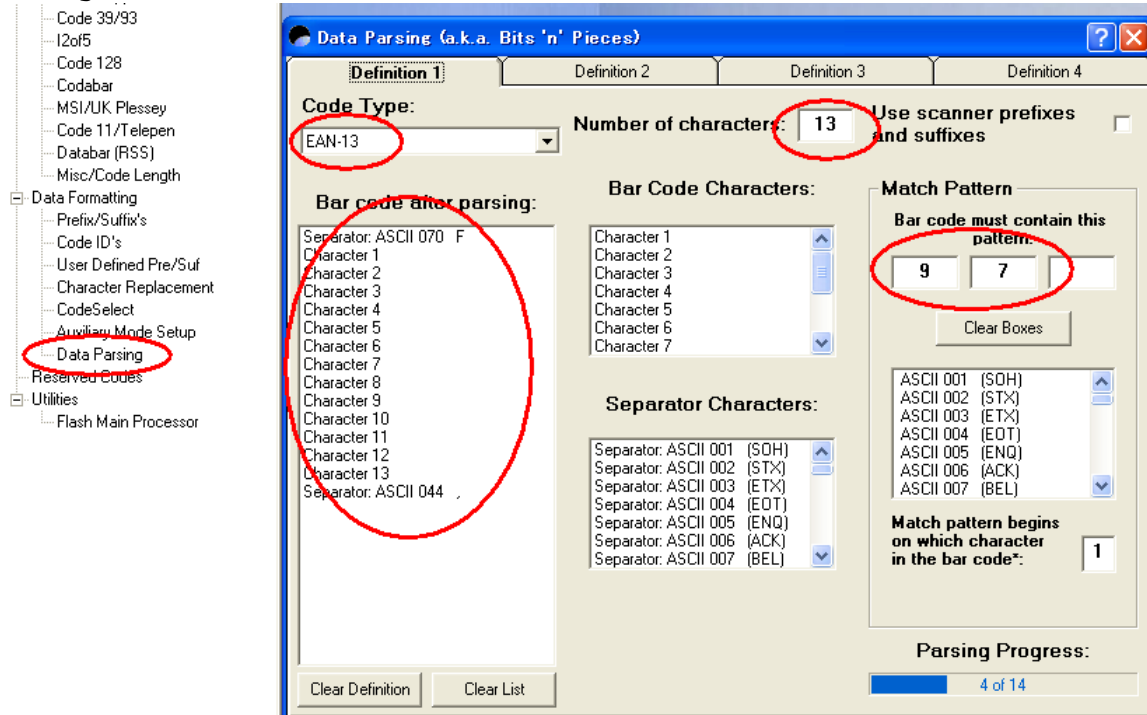 Code 39/93
I2of5
Code 128
Codabar
MSI/UK Plessey
Code 11/Telepen
Databar (RSS)
Misc/Code Length
Data Formatting
Prefix/Suffix's
Code ID's
User Defined Pre/Suf
Character Replacement
CodeSelect
Auxiliary Mode Setup
Data Parsing
Reserved Codes
Utilities
Flash Main Processor
Data Parsing (a.k.a. Bits 'n' Pieces)
Definition 1
Definition 2
Definition 3
Definition 4
Code Type:
EAN-13
Number of characters: 13
Use scanner prefixes
and suffixes
Bar code after parsing:
Separator: ASCII 070 F
Character 1
Character 2
Character 3
Character 4
Character 5
Character 6
Character 7
Character 8
Character 9
Character 10
Character 11
Character 12
Character 13
Separator: ASCII 044 ,
Clear Definition
Clear List
Bar Code Characters:
Character 1
Character 2
Character 3
Character 4
Character 5
Character 6
Character 7
Separator Characters:
Separator: ASCII 001 (SOH)
Separator: ASCII 002 (STX)
Separator: ASCII 003 (ETX)
Separator: ASCII 004 (EOT)
Separator: ASCII 005 (ENQ)
Separator: ASCII 006 (ACK)
Separator: ASCII 007 (BEL)
Match Pattern
Bar code must contain this
pattern:
9 7
Clear Boxes
ASCII 001 (SOH)
ASCII 002 (STX)
ASCII 003 (ETX)
ASCII 004 (EOT)
ASCII 005 (ENQ)
ASCII 006 (ACK)
ASCII 007 (BEL)
Match pattern begins
on which character
in the bar code*: 1
Parsing Progress:
4 of 14